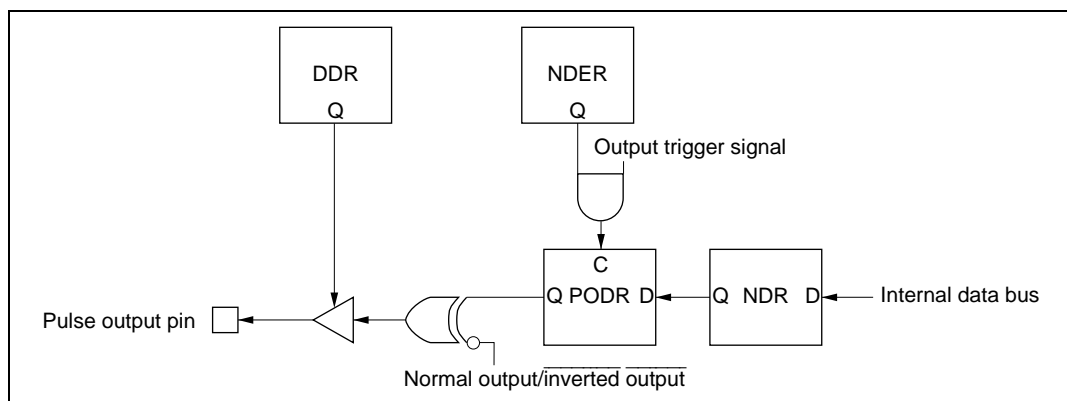 DDR
Q
NDER
Q
Output trigger signal
C
Q PODR D
Q NDR D
Internal data bus
Pulse output pin
Normal output/inverted output